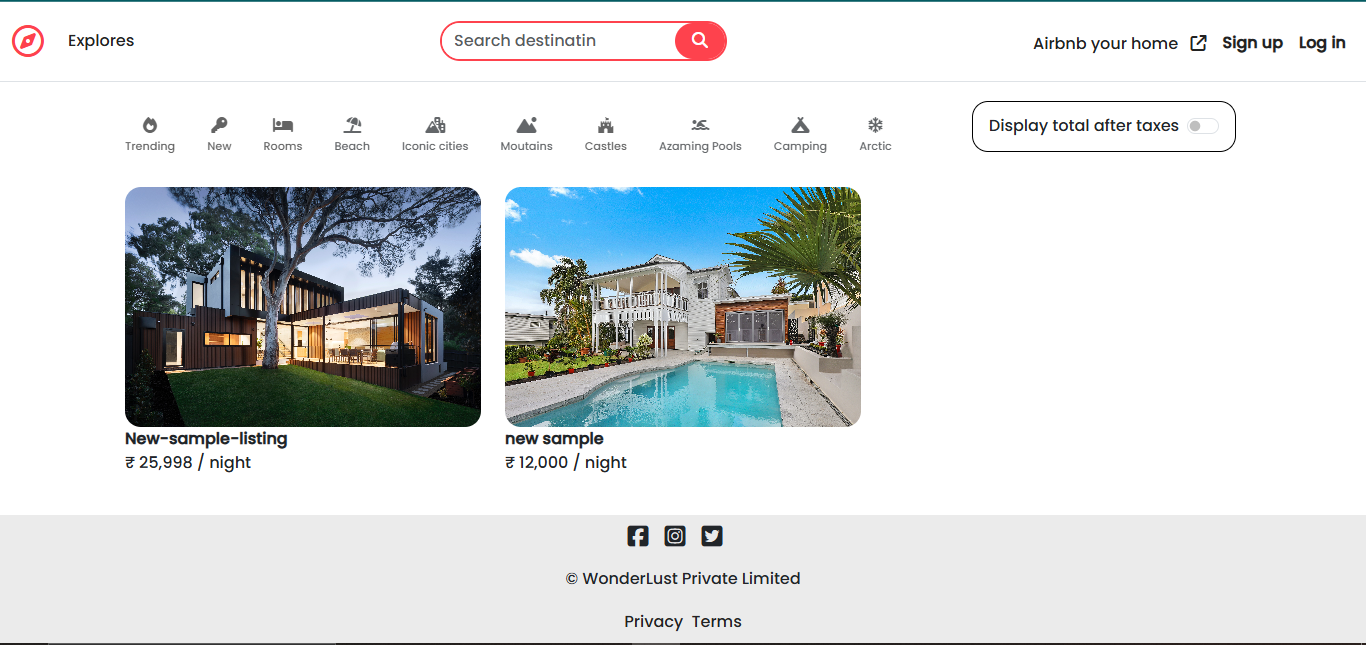 Explores
Search destinatin
Airbnb your home
Sign up
Log in
Trending
New
Rooms
Beach
Iconic cities
Moutains
Castles
Azaming Pools
Camping
Arctic
Display total after taxes
New-sample-listing
₹ 25,998 / night
new sample
₹ 12,000 / night
© WonderLust Private Limited
Privacy Terms